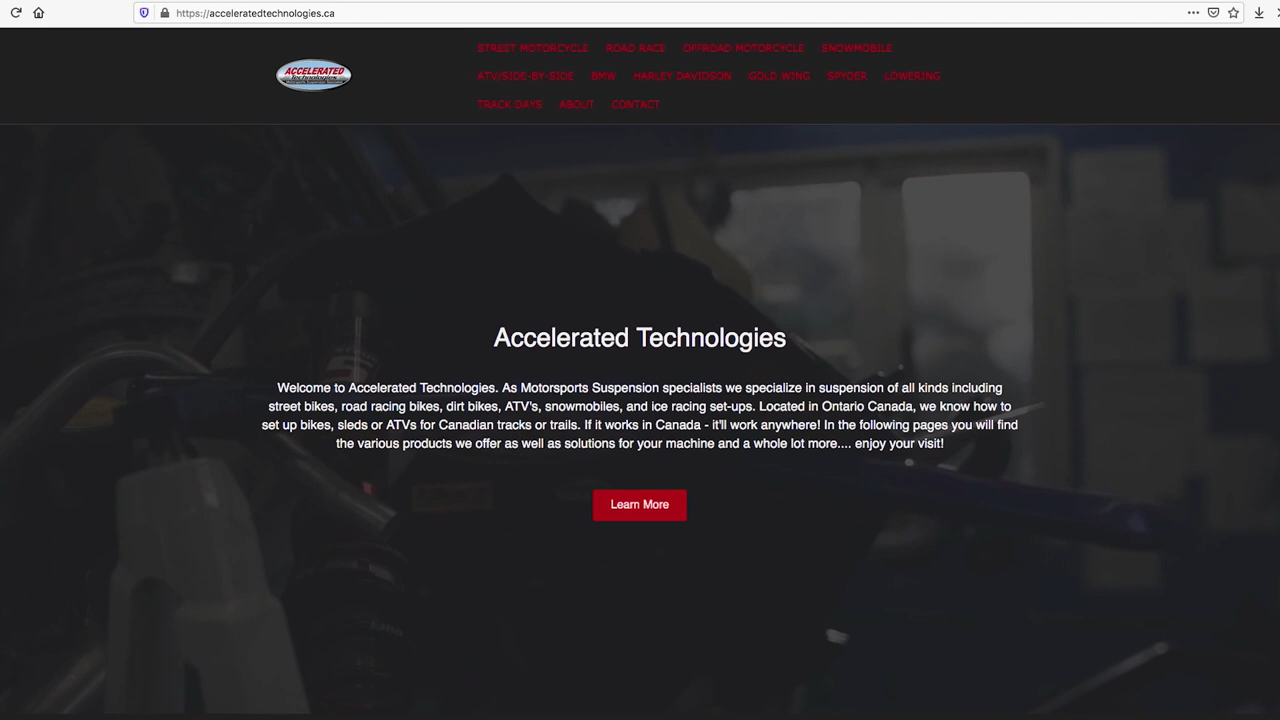 https://acceleratedtechnologies.ca
ACCELERATED
Technologies
STREET MOTORCYCLE ROAD RACE OFFROAD MOTORCYCLE SNOWMOBILE
ATV/SIDE-BY-SIDE BMW HARLEY DAVIDSON GOLD WING SPYDER LOWERING
TRACK DAYS ABOUT CONTACT
Accelerated Technologies
Welcome to Accelerated Technologies. As Motorsports Suspension specialists we specialize in suspension of all kinds including
street bikes, road racing bikes, dirt bikes, ATV's, snowmobiles, and ice racing set-ups. Located in Ontario Canada, we know how to
set up bikes, sleds or ATVs for Canadian tracks or trails. If it works in Canada - it'll work anywhere! In the following pages you will find
the various products we offer as well as solutions for your machine and a whole lot more.... enjoy your visit!
Learn More